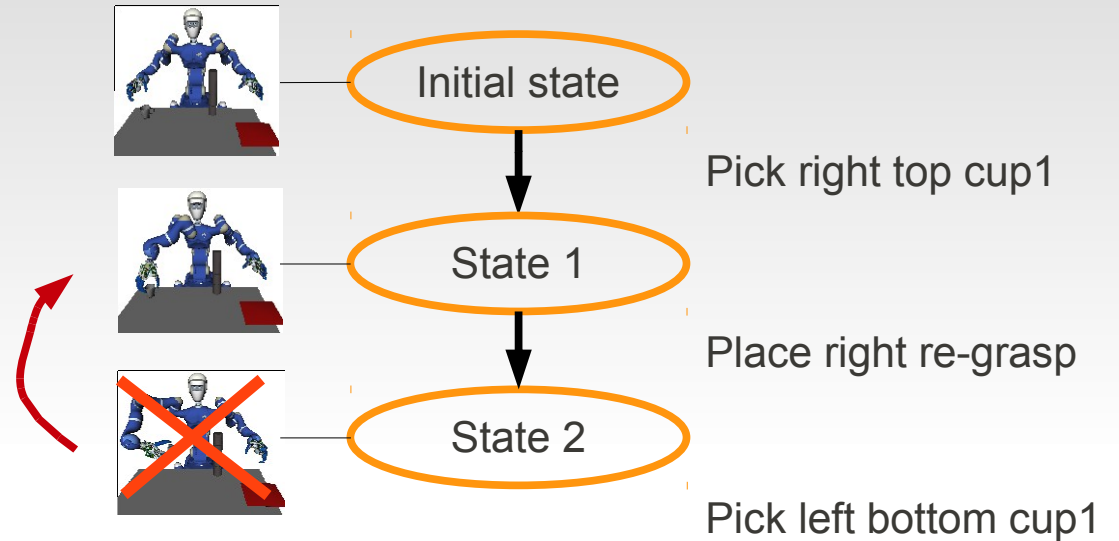 Initial state
Pick right top cup1
State 1
Place right re-grasp
State 2
Pick left bottom cup1